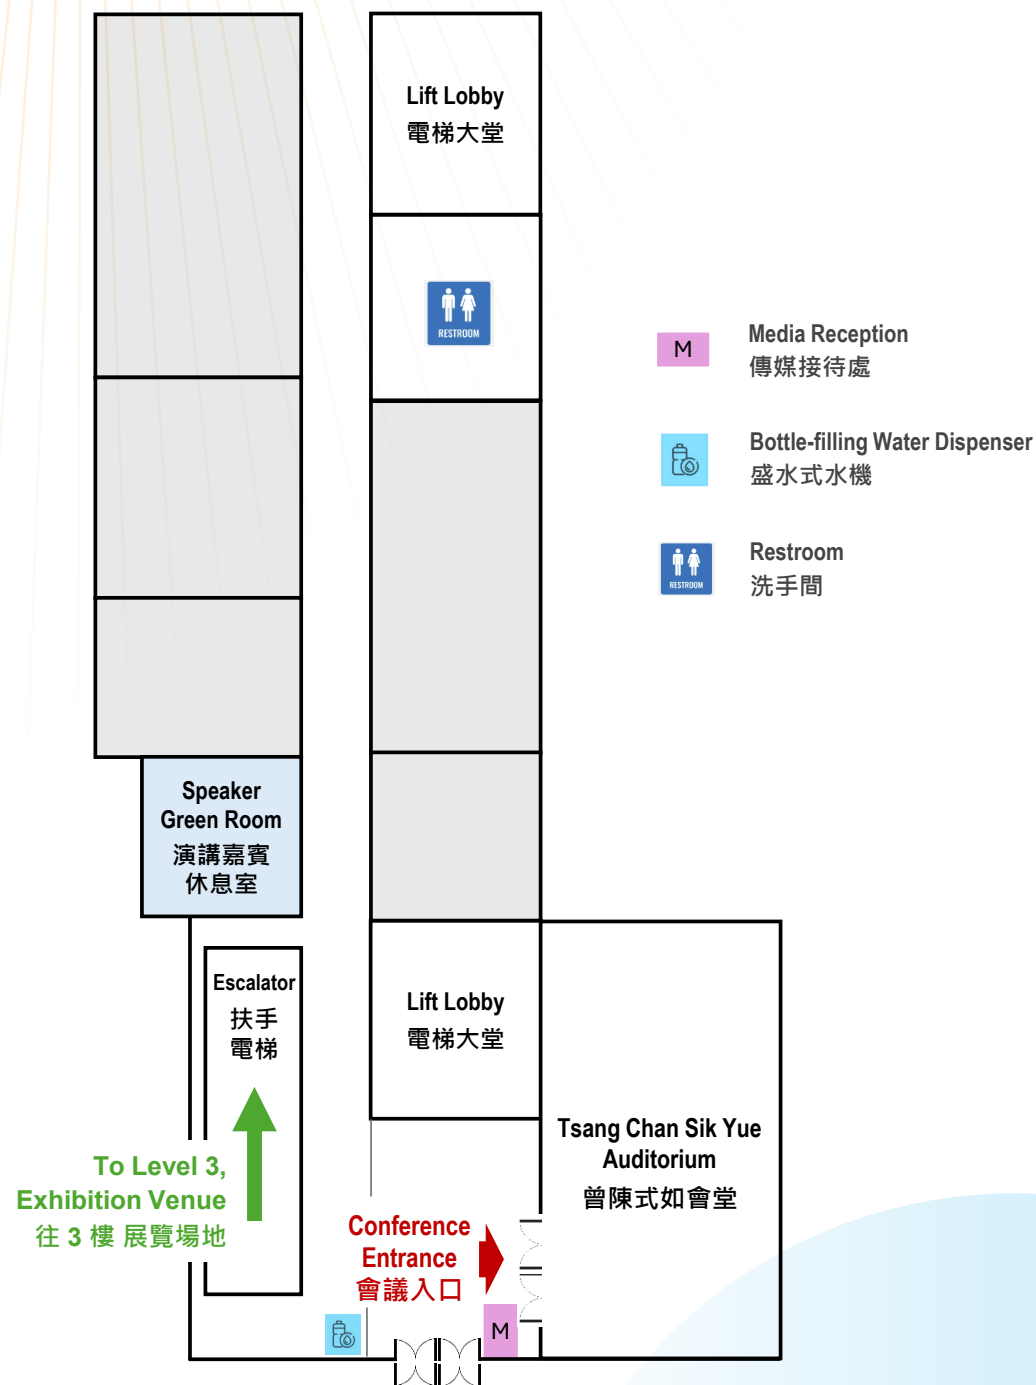 Lift Lobby
電梯大堂
RESTROOM
M
Media Reception
傳媒接待處
Bottle-filling Water Dispenser
盛水式水機
RESTROOM
Restroom
洗手間
Speaker
Green Room
演講嘉賓
休息室
Escalator
扶手
電梯
Lift Lobby
電梯大堂
To Level 3,
Exhibition Venue
往 3 樓 展覽場地
Tsang Chan Sik Yue
Auditorium
曾陳式如會堂
Conference
Entrance
會議入口
M